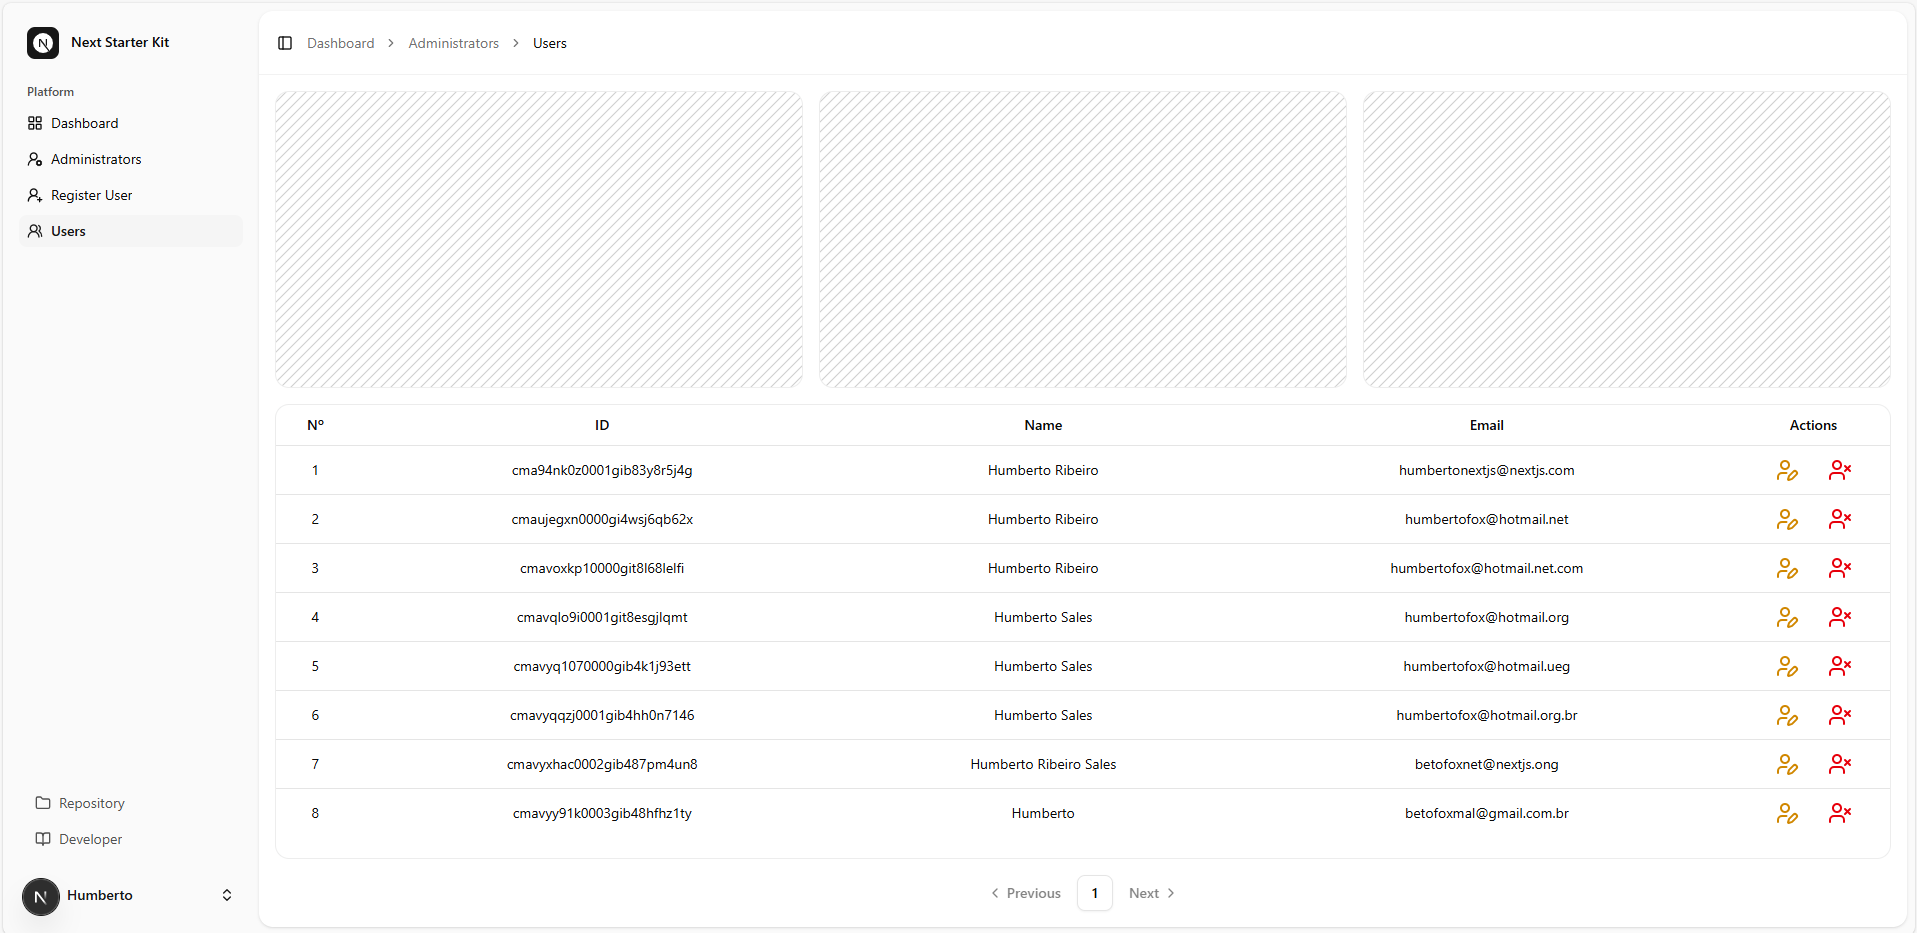 Next Starter Kit
Platform
Dashboard
Administrators
Register User
Users
Repository
Developer
N Humberto
Dashboard > Administrators > Users
Nº ID Name Email Actions
1 cma94nk0z0001gib83y8r5j4g Humberto Ribeiro humbertonextjs@nextjs.com
2 cmaujegxn0000gi4wsj6qb62x Humberto Ribeiro humbertofox@hotmail.net
3 cmavoxkp10000git8l68lelfi Humberto Ribeiro humbertofox@hotmail.net.com
4 cmavqlo9i0001git8esgjlqmt Humberto Sales humbertofox@hotmail.org
5 cmavyq1070000gib4k1j93ett Humberto Sales humbertofox@hotmail.ueg
6 cmavyqqzj0001gib4hh0n7146 Humberto Sales humbertofox@hotmail.org.br
7 cmavyxhac0002gib487pm4un8 Humberto Ribeiro Sales betofoxnet@nextjs.ong
8 cmavyy91k0003gib48hfhz1ty Humberto betofoxmal@gmail.com.br
Previous 1 Next